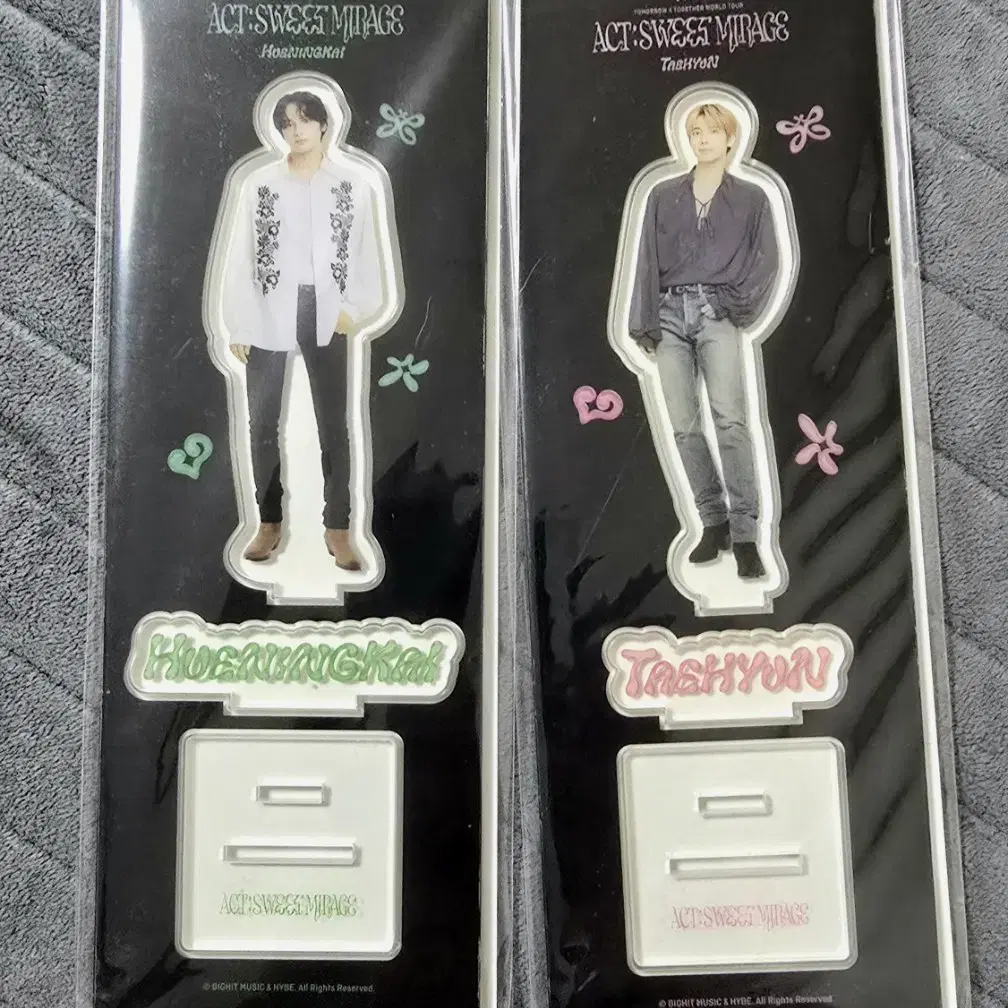 ACT:SWEET MIRAGE
HUENINGKAI
HUENINGKAI
ACT:SWEET MIRAGE
© BIGHIT MUSIC & HYBE. All Rights Reserved.
TOMORROW X TOGETHER WORLD TOUR
ACT:SWEET MIRAGE
TAEHYUN
TAEHYUN
ACT:SWEET MIRAGE
© BIGHIT MUSIC & HYBE. All Rights Reserved.